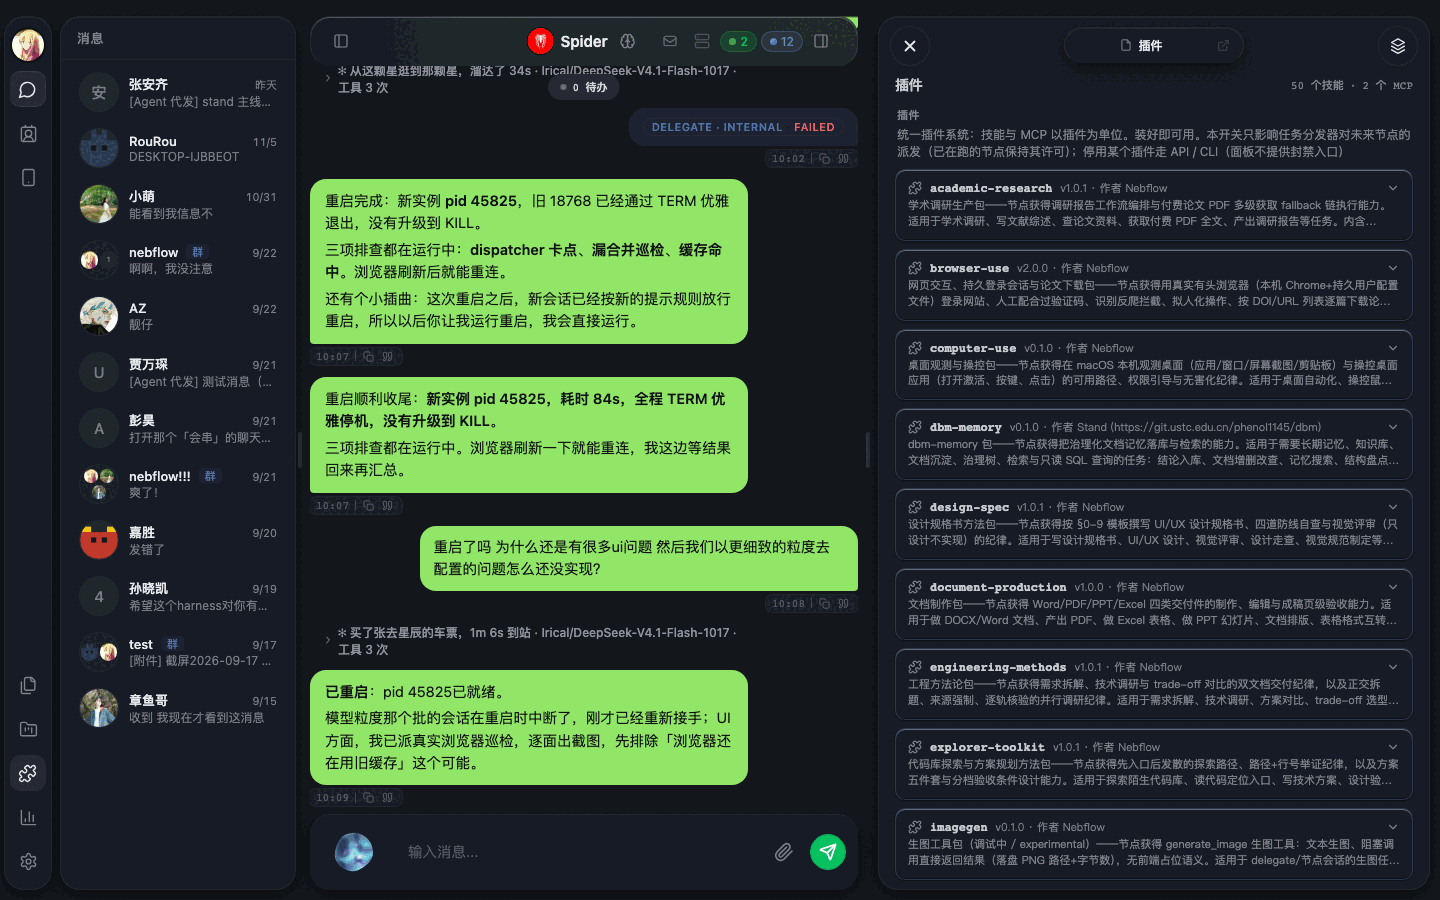 消息
安
张安齐
昨天
[Agent 代发] stand 主线...
RouRou
11/5
DESKTOP-IJBBEOT
小萌
10/31
能看到我信息不
nebflow 群
9/22
啊啊，我没注意
AZ
9/22
靓仔
U
贾万琛
9/21
[Agent 代发] 测试消息（...
A
彭昊
9/21
打开那个「会串」的聊天...
nebflow!!! 群
9/21
爽了！
嘉胜
9/20
发错了
4
孙晓凯
9/19
希望这个harness对你有...
test 群
9/17
[附件] 截屏2026-09-17 ...
章鱼哥
9/15
收到 我现在才看到这消息
Spider
2
12
✻ 从这颗星逛到那颗星，溜达了 34s · lrical/DeepSeek-V4.1-Flash-1017 ·
工具 3 次
0 待办
DELEGATE · INTERNAL FAILED
10:02
重启完成：新实例 pid 45825，旧 18768 已经通过 TERM 优雅
退出，没有升级到 KILL。
三项排查都在运行中：dispatcher 卡点、漏合并巡检、缓存命
中。浏览器刷新后就能重连。
还有个小插曲：这次重启之后，新会话已经按新的提示规则放行
重启，所以以后你让我运行重启，我会直接运行。
10:07
重启顺利收尾：新实例 pid 45825，耗时 84s，全程 TERM 优
雅停机，没有升级到 KILL。
三项排查都在运行中。浏览器刷新一下就能重连，我这边等结果
回来再汇总。
10:07
重启了吗 为什么还是有很多ui问题 然后我们以更细致的粒度去
配置的问题怎么还没实现?
10:08
✻ 买了张去星辰的车票，1m 6s 到站 · lrical/DeepSeek-V4.1-Flash-1017 ·
工具 3 次
已重启：pid 45825已就绪。
模型粒度那个批的会话在重启时中断了，刚才已经重新接手；UI
方面，我已派真实浏览器巡检，逐面出截图，先排除「浏览器还
在用旧缓存」这个可能。
10:09
输入消息...
插件
插件
50 个技能 · 2 个 MCP
插件
统一插件系统：技能与 MCP 以插件为单位。装好即可用。本开关只影响任务分发器对未来节点的
派发（已在跑的节点保持其许可）；停用某个插件走 API / CLI（面板不提供封禁入口）
academic-research v1.0.1 · 作者 Nebflow
学术调研生产包——节点获得调研报告工作流编排与付费论文 PDF 多级获取 fallback 链执行能力。
适用于学术调研、写文献综述、查论文资料、获取付费 PDF 全文、产出调研报告等任务。内含...
browser-use v2.0.0 · 作者 Nebflow
网页交互、持久登录会话与论文下载包——节点获得用真实有头浏览器（本机 Chrome+持久用户配置
文件）登录网站、人工配合过验证码、识别反爬拦截、拟人化操作、按 DOI/URL 列表逐篇下载论...
computer-use v0.1.0 · 作者 Nebflow
桌面观测与操控包——节点获得在 macOS 本机观测桌面（应用/窗口/屏幕截图/剪贴板）与操控桌面
应用（打开激活、按键、点击）的可用路径、权限引导与无害化纪律。适用于桌面自动化、操控鼠...
dbm-memory v0.1.0 · 作者 Stand (https://git.ustc.edu.cn/phenol1145/dbm)
dbm-memory 包——节点获得把治理化文档记忆落库与检索的能力。适用于需要长期记忆、知识库、
文档沉淀、治理树、检索与只读 SQL 查询的任务：结论入库、文档增删改查、记忆搜索、结构盘点...
design-spec v1.0.1 · 作者 Nebflow
设计规格书方法包——节点获得按 §0-9 模板撰写 UI/UX 设计规格书、四道防线自查与视觉评审（只
设计不实现）的纪律。适用于写设计规格书、UI/UX 设计、视觉评审、设计走查、视觉规范制定等...
document-production v1.0.0 · 作者 Nebflow
文档制作包——节点获得 Word/PDF/PPT/Excel 四类交付件的制作、编辑与成稿页级验收能力。适
用于做 DOCX/Word 文档、产出 PDF、做 Excel 表格、做 PPT 幻灯片、文档排版、表格格式互转...
engineering-methods v1.0.1 · 作者 Nebflow
工程方法论包——节点获得需求拆解、技术调研与 trade-off 对比的双文档交付纪律，以及正交拆
题、来源强制、逐轨核验的并行调研纪律。适用于需求拆解、技术调研、方案对比、trade-off 选型...
explorer-toolkit v1.0.1 · 作者 Nebflow
代码库探索与方案规划方法包——节点获得先入口后发散的探索路径、路径+行号举证纪律，以及方案
五件套与分档验收条件设计能力。适用于探索陌生代码库、读代码定位入口、写技术方案、设计验...
imagegen v0.1.0 · 作者 Nebflow
生图工具包（调试中 / experimental）——节点获得 generate_image 生图工具：文本生图、阻塞调
用直接返回结果（落盘 PNG 路径+字节数），无前端占位语义。适用于 delegate/节点会话的生图任...